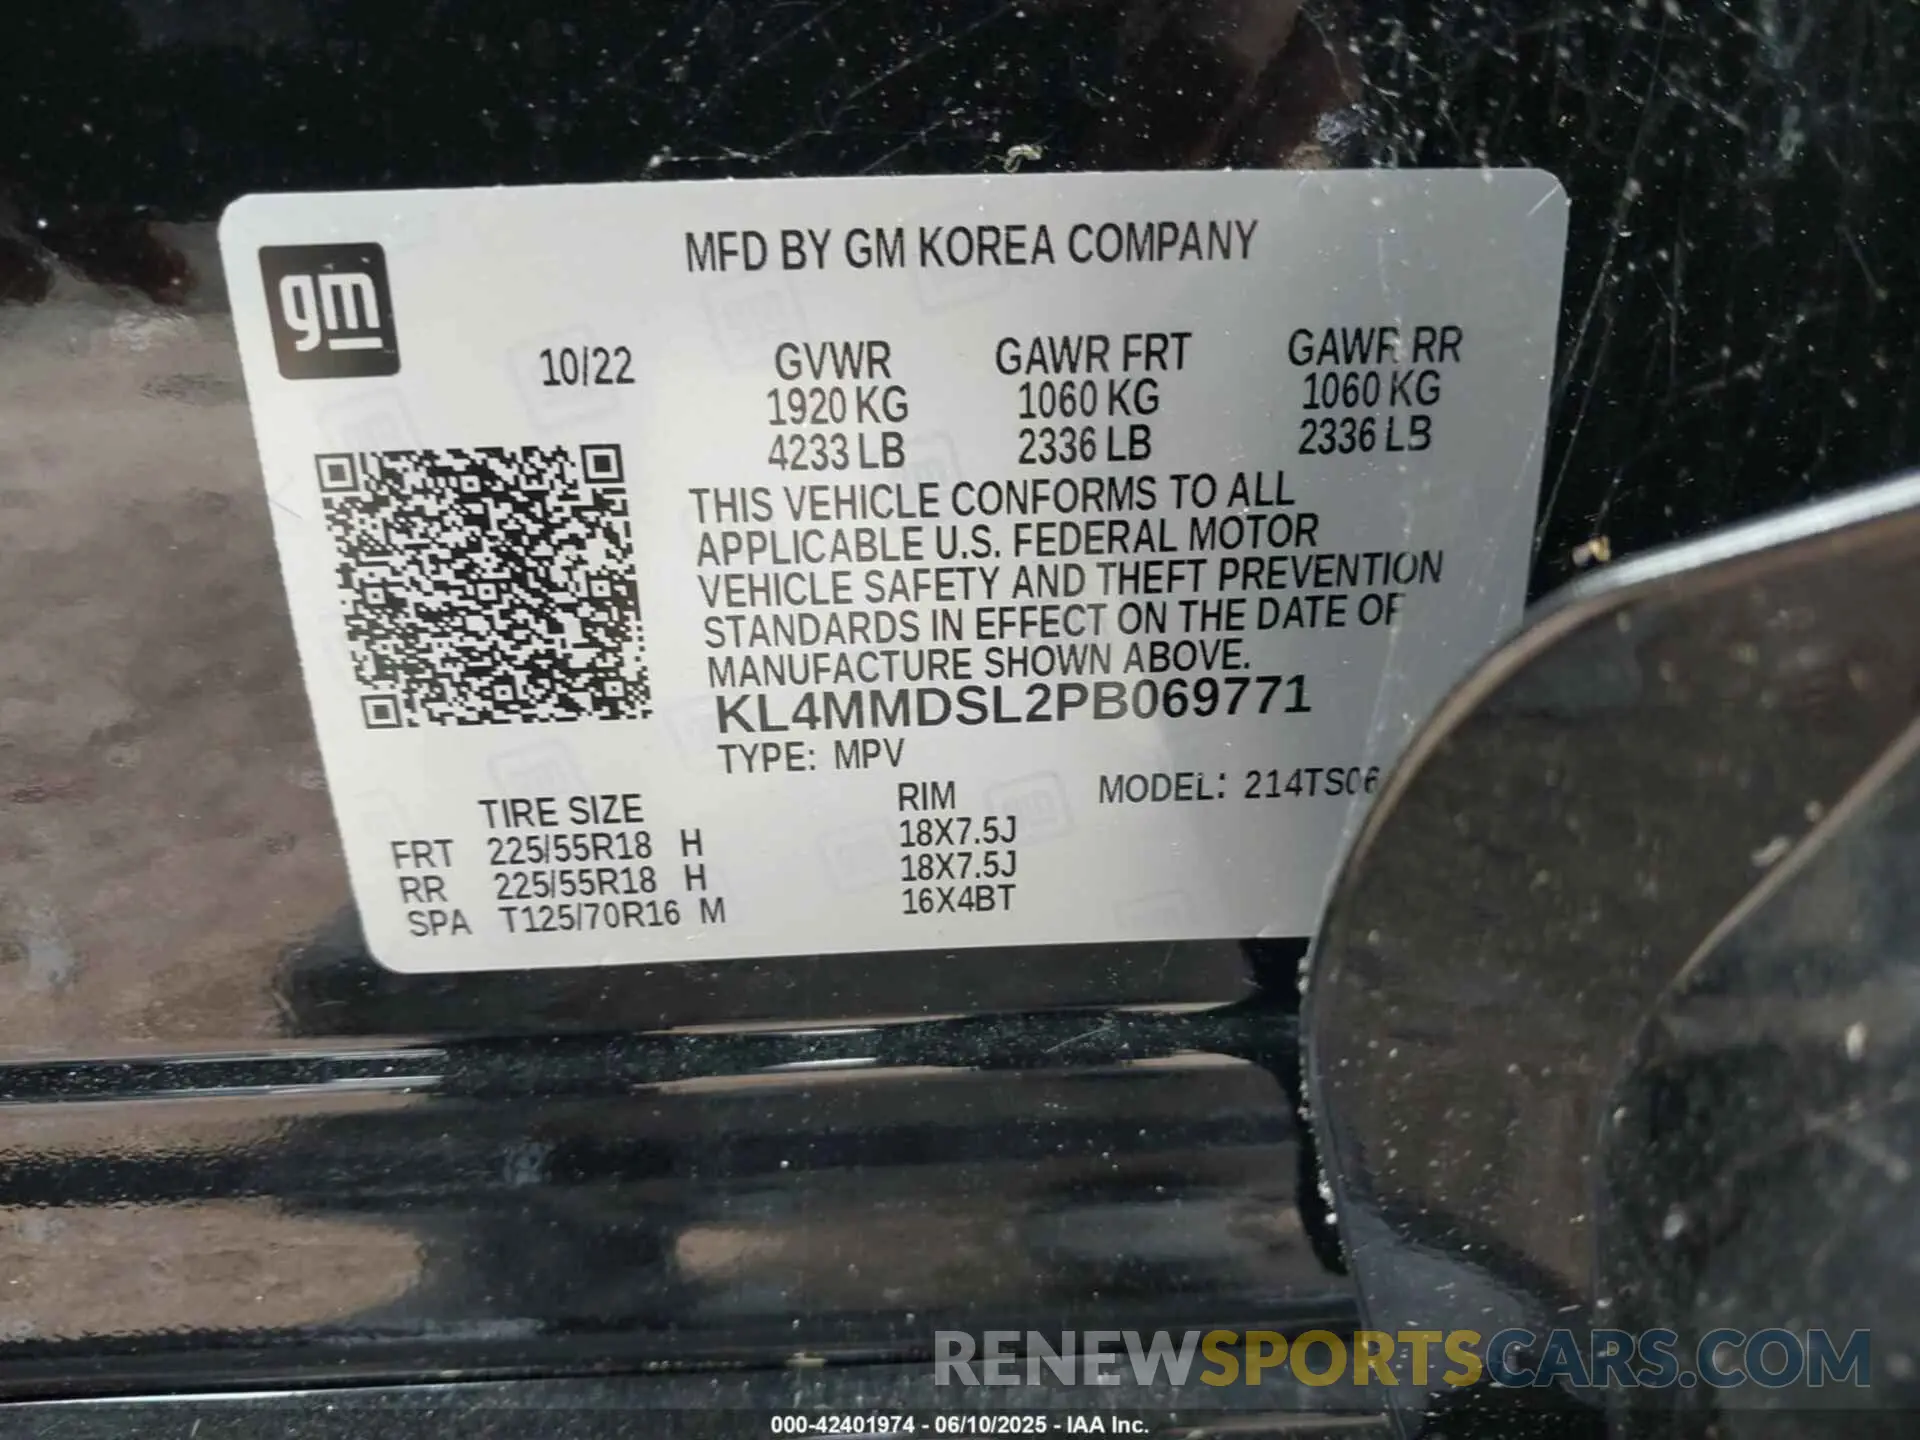 MFD BY GM KOREA COMPANY
gm
10/22
GVWR GAWR FRT GAWR RR
1920 KG 1060 KG 1060 KG
4233 LB 2336 LB 2336 LB
THIS VEHICLE CONFORMS TO ALL
APPLICABLE U.S. FEDERAL MOTOR
VEHICLE SAFETY AND THEFT PREVENTION
STANDARDS IN EFFECT ON THE DATE OF
MANUFACTURE SHOWN ABOVE.
KL4MMDSL2PB069771
TYPE: MPV
TIRE SIZE RIM MODEL: 214TS06
FRT 225/55R18 H 18X7.5J
RR 225/55R18 H 18X7.5J
SPA T125/70R16 M 16X4BT
RENEWSPORTSCARS.COM
000-42401974 - 06/10/2025 - IAA Inc.